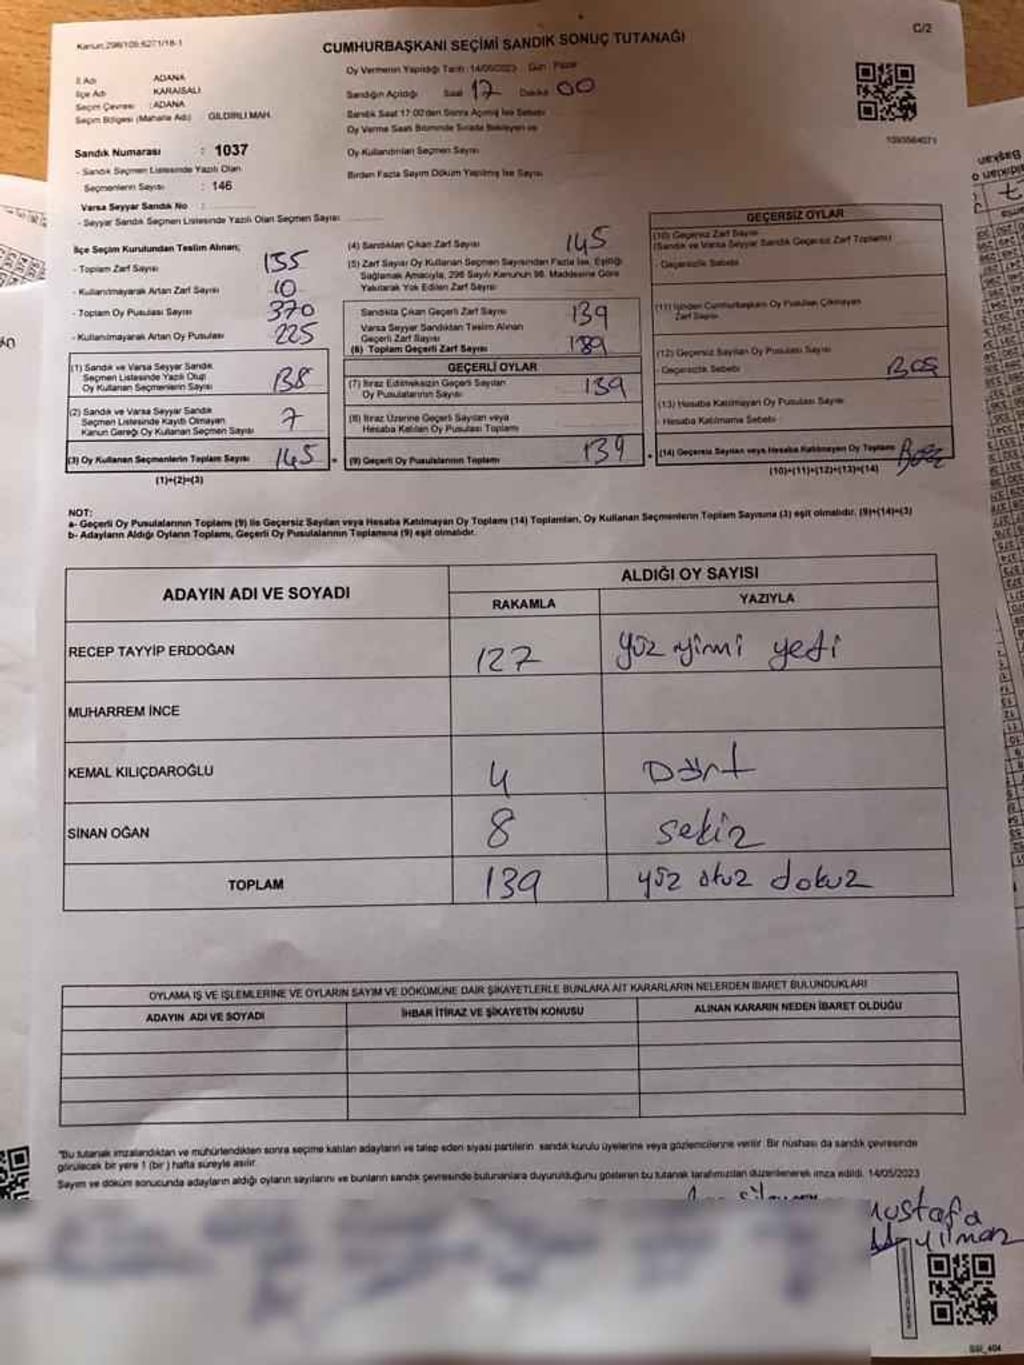 C/2
CUMHURBAŞKANI SEÇİMİ SANDIK SONUÇ TUTANAĞI
İl Adı ADANA
İlçe Adı KARAİSALI
Seçim Çevresi : ADANA
Seçim Bölgesi (Mahalle Adı) GILDIRLI MAH.
Sandık Numarası : 1037
- Sandık Seçmen Listesinde Yazılı Olan
Seçmenlerin Sayısı : 146
Varsa Seyyar Sandık No :
- Seyyar Sandık Seçmen Listesinde Yazılı Olan Seçmen Sayısı
Oy Vermenin Yapıldığı Tarih : 14/05/2023 Gün : Pazar
Sandığın Açıldığı Saat 17 Dakika 00
Sandık Saat 17:00'den Sonra Açılmış İse Sebebi
Oy Verme Saati Bitiminde Sırada Bekleyen ve
Oy Kullandırılan Seçmen Sayısı
Birden Fazla Sayım Döküm Yapılmış İse Sayısı
İlçe Seçim Kurulundan Teslim Alınan;
- Toplam Zarf Sayısı 155
- Kullanılmayarak Artan Zarf Sayısı 10
- Toplam Oy Pusulası Sayısı 370
- Kullanılmayarak Artan Oy Pusulası 225
(1) Sandık ve Varsa Seyyar Sandık
Seçmen Listesinde Yazılı Olup
Oy Kullanan Seçmenlerin Sayısı 138
(2) Sandık ve Varsa Seyyar Sandık
Seçmen Listesinde Kayıtlı Olmayan
Kanun Gereği Oy Kullanan Seçmen Sayısı 7
(3) Oy Kullanan Seçmenlerin Toplam Sayısı 145
(1)+(2)=(3)
(4) Sandıktan Çıkan Zarf Sayısı 145
(5) Zarf Sayısı Oy Kullanan Seçmen Sayısından Fazla İse, Eşitliği
Sağlamak Amacıyla, 298 Sayılı Kanunun 98. Maddesine Göre
Yakılarak Yok Edilen Zarf Sayısı
Sandıkta Çıkan Geçerli Zarf Sayısı 139
Varsa Seyyar Sandıktan Teslim Alınan
Geçerli Zarf Sayısı
(6) Toplam Geçerli Zarf Sayısı 139
GEÇERLİ OYLAR
(7) İtiraz Edilmeksizin Geçerli Sayılan
Oy Pusulalarının Sayısı 139
(8) İtiraz Üzerine Geçerli Sayılan veya
Hesaba Katılan Oy Pusulası Toplamı
(9) Geçerli Oy Pusulalarının Toplamı 139
GEÇERSİZ OYLAR
(10) Geçersiz Zarf Sayısı
(Sandık ve Varsa Seyyar Sandık Geçersiz Zarf Toplamı)
- Geçersizlik Sebebi
(11) İçinden Cumhurbaşkanı Oy Pusulası Çıkmayan
Zarf Sayısı
(12) Geçersiz Sayılan Oy Pusulası Sayısı
- Geçersizlik Sebebi Boş
(13) Hesaba Katılmayan Oy Pusulası Sayısı
- Hesaba Katılmama Sebebi
(14) Geçersiz Sayılan veya Hesaba Katılmayan Oy Toplamı
(10)+(11)+(12)+(13)=(14)
NOT:
a- Geçerli Oy Pusulalarının Toplamı (9) ile Geçersiz Sayılan veya Hesaba Katılmayan Oy Toplamı (14) Toplamları, Oy Kullanan Seçmenlerin Toplam Sayısına (3) eşit olmalıdır. (9)+(14)=(3)
b- Adayların Aldığı Oyların Toplamı, Geçerli Oy Pusulalarının Toplamına (9) eşit olmalıdır.
ADAYIN ADI VE SOYADI
ALDIĞI OY SAYISI
RAKAMLA YAZIYLA
RECEP TAYYİP ERDOĞAN 127 yüz yirmi yedi
MUHARREM İNCE
KEMAL KILIÇDAROĞLU 4 Dört
SİNAN OĞAN 8 sekiz
TOPLAM 139 yüz otuz dokuz
OYLAMA İŞ VE İŞLEMLERİNE VE OYLARIN SAYIM VE DÖKÜMÜNE DAİR ŞİKAYETLERLE BUNLARA AİT KARARLARIN NELERDEN İBARET BULUNDUKLARI
ADAYIN ADI VE SOYADI İHBAR İTİRAZ VE ŞİKAYETİN KONUSU ALINAN KARARIN NEDEN İBARET OLDUĞU
"Bu tutanak imzalandıktan ve mühürlendikten sonra seçime katılan adayların ve talep eden siyasi partilerin sandık kurulu üyelerine veya gözlemcilerine verilir. Bir nüshası da sandık çevresinde
görülecek bir yere 1 (bir) hafta süreyle asılır.
Sayım ve döküm sonucunda adayların aldığı oyların sayılarını ve bunların sandık çevresinde bulunanlara duyurulduğunu gösteren bu tutanak tarafımızdan düzenlenerek imza edildi. 14/05/2023
Mustafa
Yılmaz